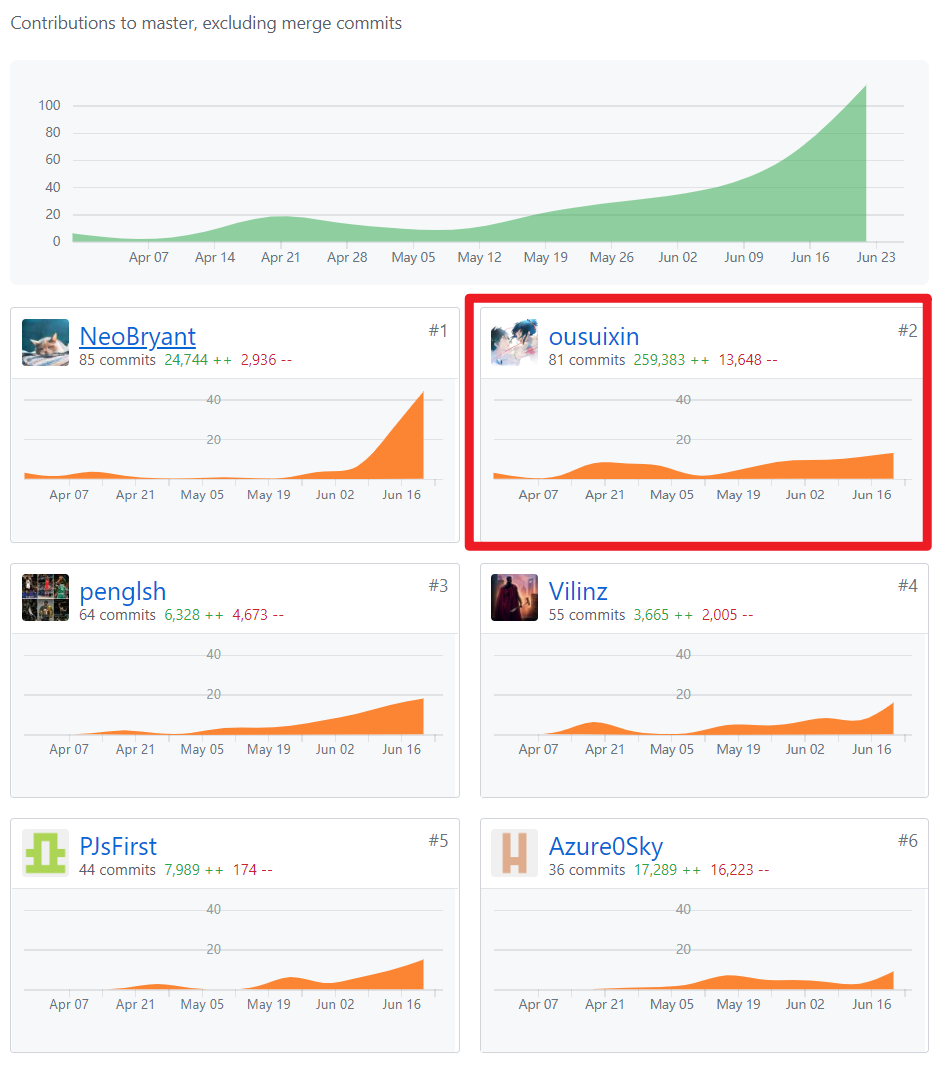 Contributions to master, excluding merge commits
100
80
60
40
20
0
Apr 07 Apr 14 Apr 21 Apr 28 May 05 May 12 May 19 May 26 Jun 02 Jun 09 Jun 16 Jun 23
NeoBryant #1
85 commits 24,744 ++ 2,936 --
40
20
Apr 07 Apr 21 May 05 May 19 Jun 02 Jun 16
ousuixin #2
81 commits 259,383 ++ 13,648 --
40
20
Apr 07 Apr 21 May 05 May 19 Jun 02 Jun 16
penglsh #3
64 commits 6,328 ++ 4,673 --
40
20
Apr 07 Apr 21 May 05 May 19 Jun 02 Jun 16
Vilinz #4
55 commits 3,665 ++ 2,005 --
40
20
Apr 07 Apr 21 May 05 May 19 Jun 02 Jun 16
PJsFirst #5
44 commits 7,989 ++ 174 --
40
20
Apr 07 Apr 21 May 05 May 19 Jun 02 Jun 16
Azure0Sky #6
36 commits 17,289 ++ 16,223 --
40
20
Apr 07 Apr 21 May 05 May 19 Jun 02 Jun 16